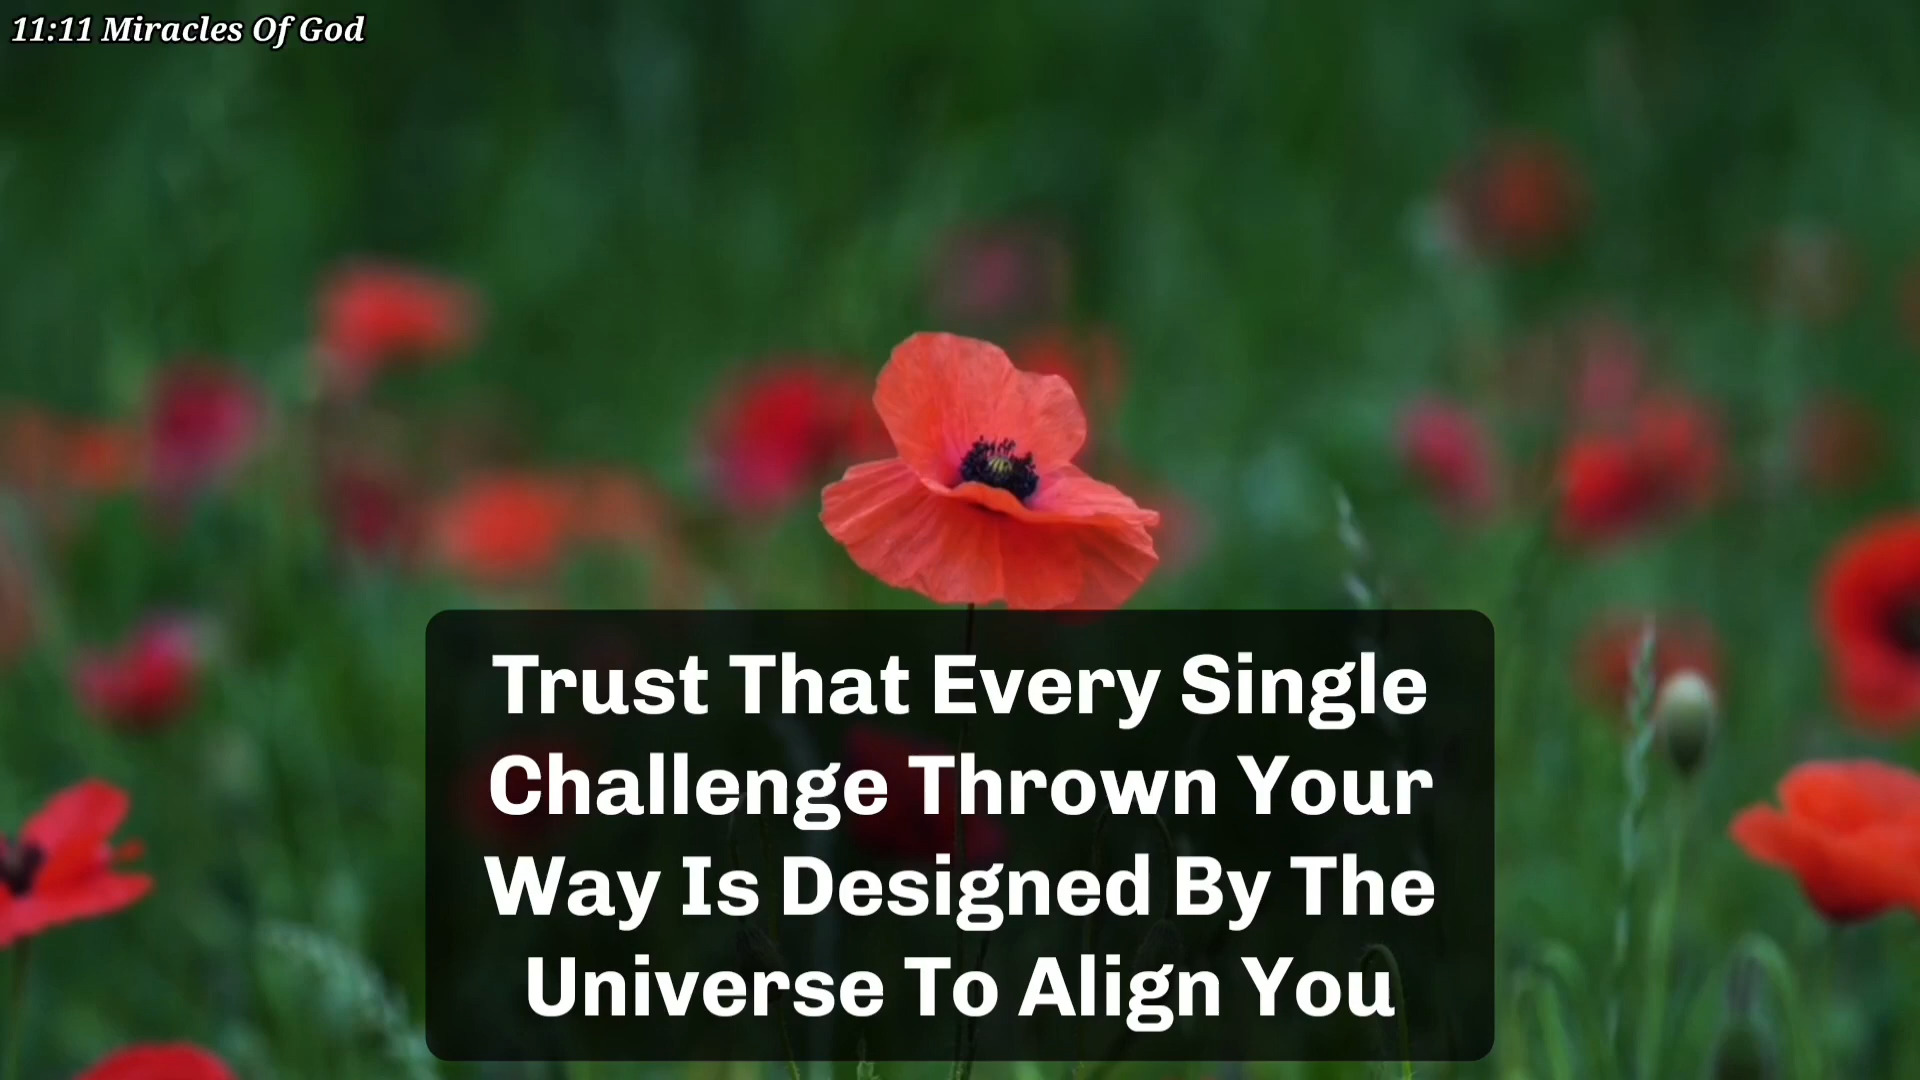 11:11 Miracles Of God
Trust That Every Single
Challenge Thrown Your
Way Is Designed By The
Universe To Align You